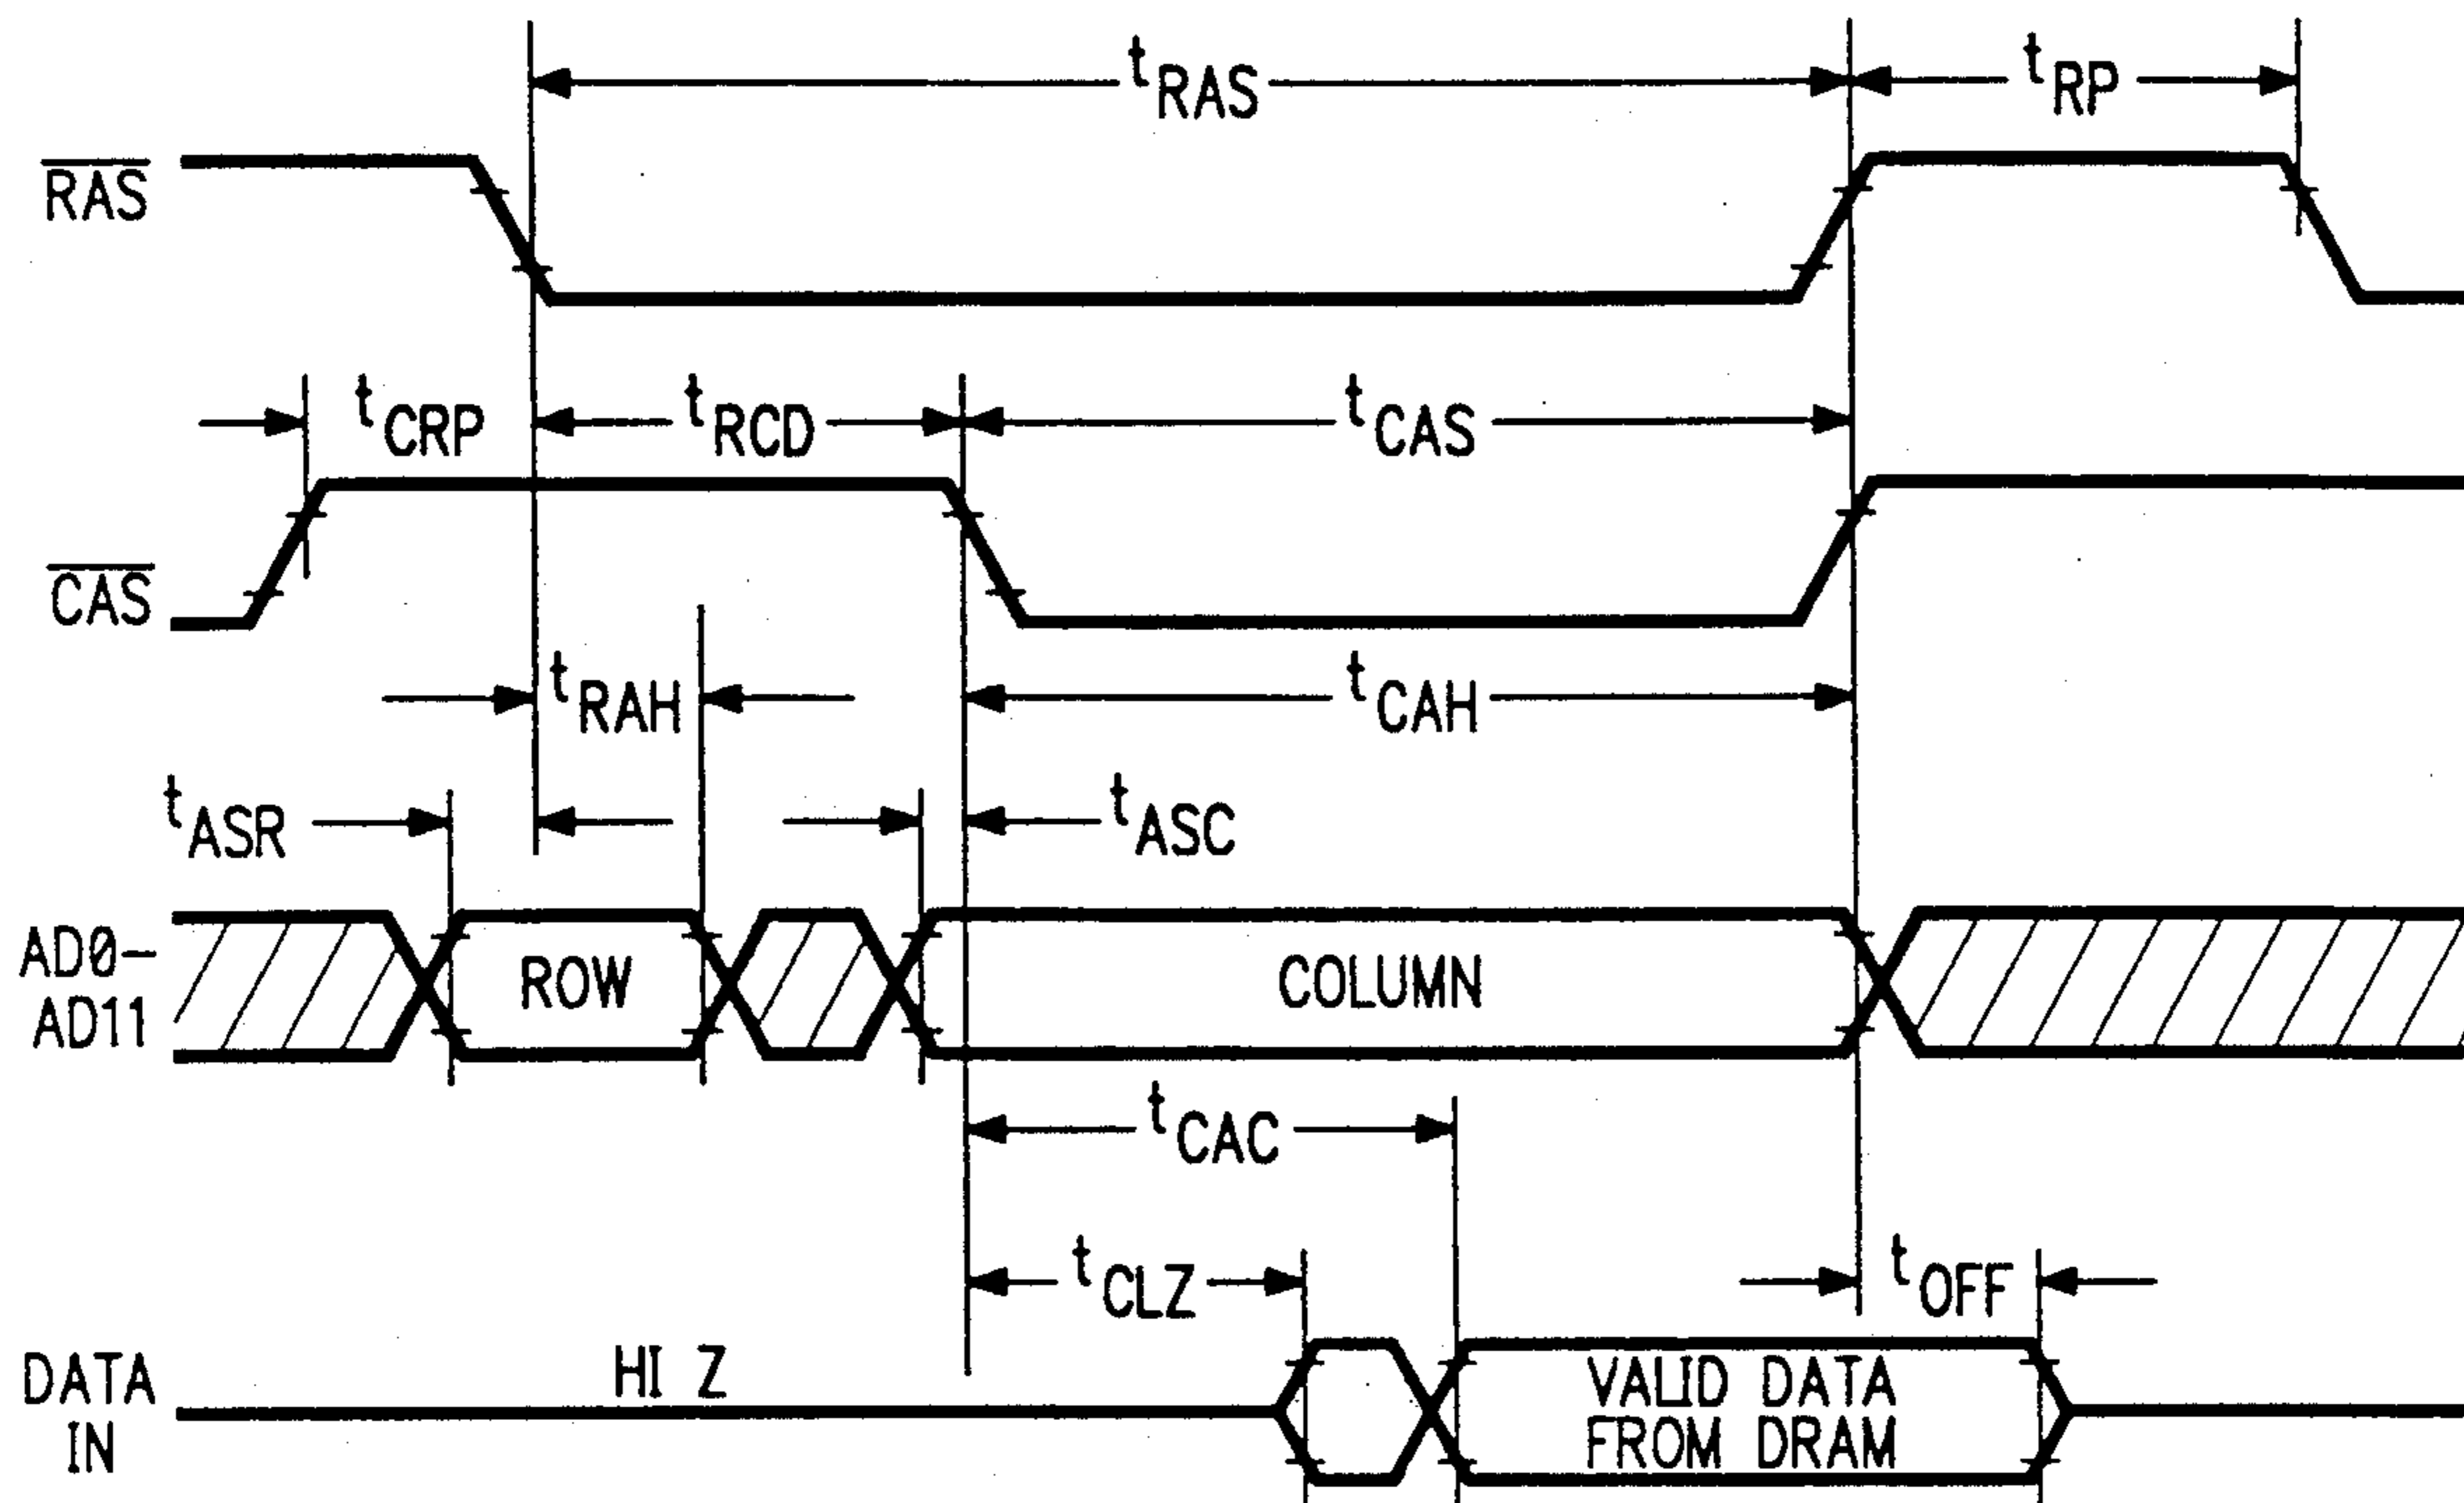 tRAS
tRP
RAS
tCRP
tRCD
tCAS
CAS
tRAH
tCAH
tASR
tASC
AD0-
AD11
ROW
COLUMN
tCAC
tCLZ
tOFF
DATA
IN
HI Z
VALID DATA
FROM DRAM